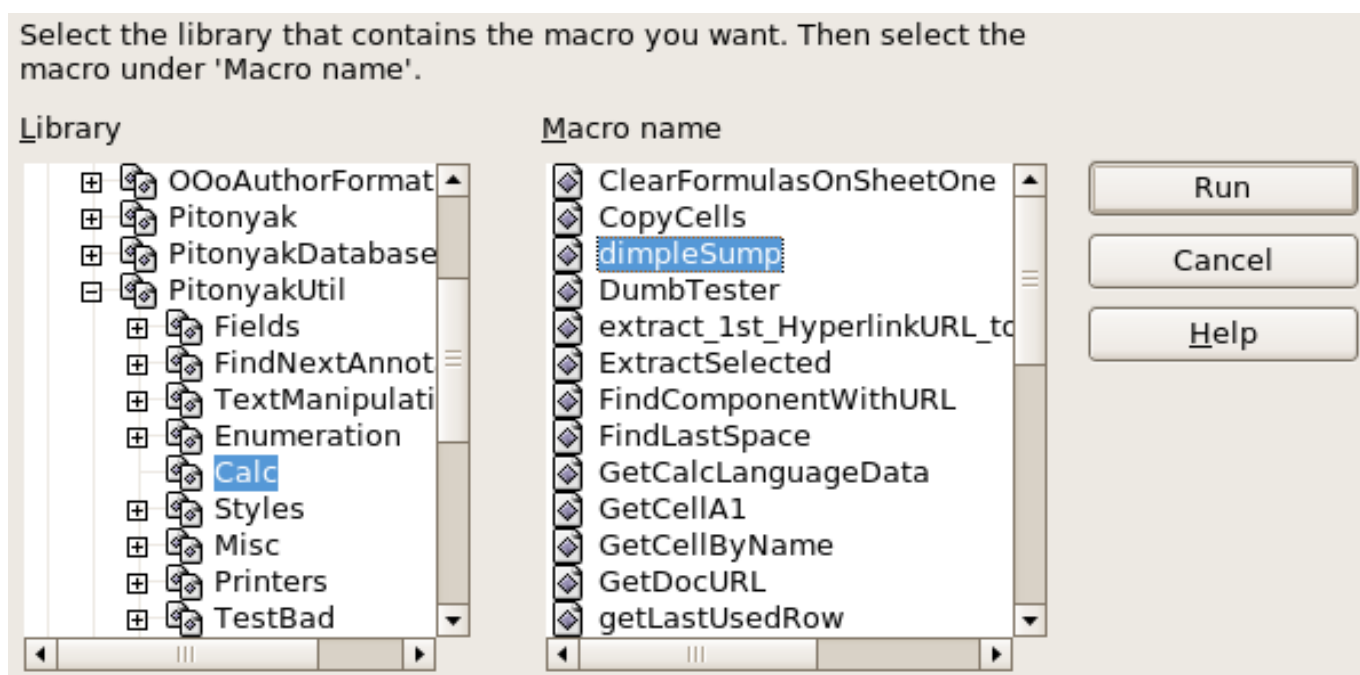 Select the library that contains the macro you want. Then select the
macro under 'Macro name'.
Library
OOoAuthorFormat
Pitonyak
PitonyakDatabase
PitonyakUtil
Fields
FindNextAnnot
TextManipulati
Enumeration
Calc
Styles
Misc
Printers
TestBad
Macro name
ClearFormulasOnSheetOne
CopyCells
dimpleSump
DumbTester
extract_1st_HyperlinkURL_to
ExtractSelected
FindComponentWithURL
FindLastSpace
GetCalcLanguageData
GetCellA1
GetCellByName
GetDocURL
getLastUsedRow
Run
Cancel
Help